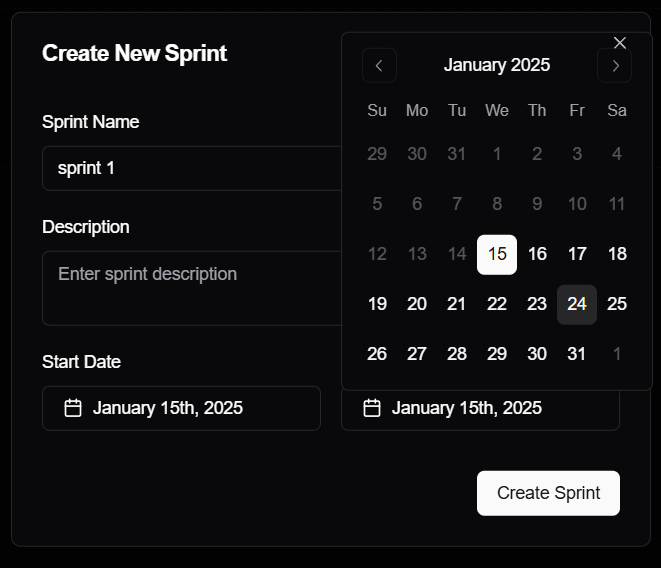 Create New Sprint
Sprint Name
sprint 1
Description
Enter sprint description
Start Date
January 15th, 2025
January 2025
Su Mo Tu We Th Fr Sa
29 30 31 1 2 3 4
5 6 7 8 9 10 11
12 13 14 15 16 17 18
19 20 21 22 23 24 25
26 27 28 29 30 31 1
January 15th, 2025
Create Sprint